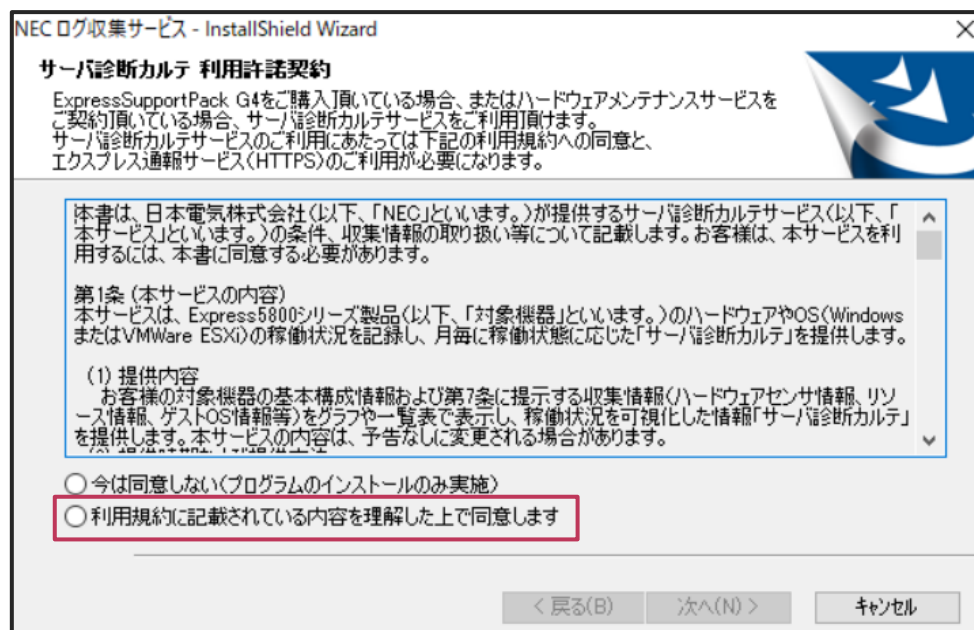 NEC ログ収集サービス - InstallShield Wizard
サーバ診断カルテ 利用許諾契約
ExpressSupportPack G4をご購入頂いている場合、またはハードウェアメンテナンスサービスを
ご契約頂いている場合、サーバ診断カルテサービスをご利用頂けます。
サーバ診断カルテサービスのご利用にあたっては下記の利用規約への同意と、
エクスプレス通報サービス(HTTPS)のご利用が必要になります。
本書は、日本電気株式会社(以下、「NEC」といいます。)が提供するサーバ診断カルテサービス(以下、「
本サービス」といいます。)の条件、収集情報の取り扱い等について記載します。お客様は、本サービスを利
用するには、本書に同意する必要があります。
第1条 (本サービスの内容)
本サービスは、Express5800シリーズ製品(以下、「対象機器」といいます。)のハードウェアやOS(Windows
またはVMWare ESXi)の稼働状況を記録し、月毎に稼働状態に応じた「サーバ診断カルテ」を提供します。
(1) 提供内容
お客様の対象機器の基本構成情報および第7条に提示する収集情報(ハードウェアセンサ情報、リソ
ース情報、ゲストOS情報等)をグラフや一覧表で表示し、稼働状況を可視化した情報「サーバ診断カルテ」
を提供します。本サービスの内容は、予告なしに変更される場合があります。
今は同意しない(プログラムのインストールのみ実施)
利用規約に記載されている内容を理解した上で同意します
< 戻る(B)
次へ(N) >
キャンセル